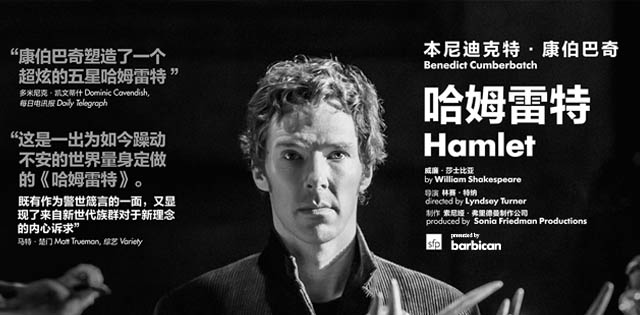 “康伯巴奇塑造了一个
超炫的五星哈姆雷特 ”
多米尼克 · 凯文蒂什 Dominic Cavendish,
每日电讯报 Daily Telegraph
“这是一出为如今躁动
不安的世界量身定做
的《哈姆雷特》。
既有作为警世箴言的一面，又显
现了来自新世代族群对于新理念
的内心诉求”
马特 · 楚门 Matt Trueman, 综艺 Variety
本尼迪克特 · 康伯巴奇
Benedict Cumberbatch
哈姆雷特
Hamlet
威廉 · 莎士比亚
by William Shakespeare
导演 林赛 · 特纳
directed by Lyndsey Turner
制作 索尼娅 · 弗里德曼制作公司
produced by Sonia Friedman Productions
sfp
presented by
barbican